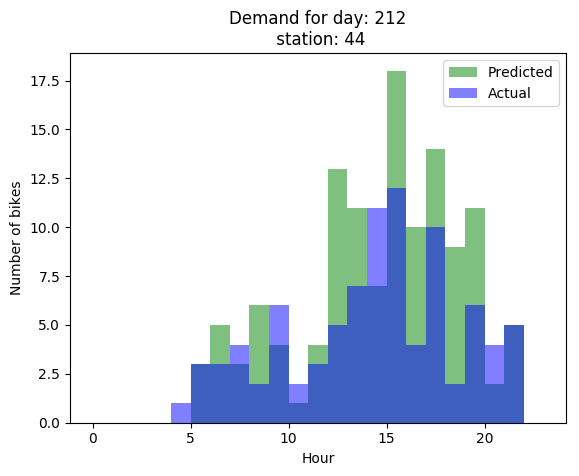 Demand for day: 212
station: 44
Predicted
Actual
Number of bikes
17.5
15.0
12.5
10.0
7.5
5.0
2.5
0.0
0 5 10 15 20
Hour